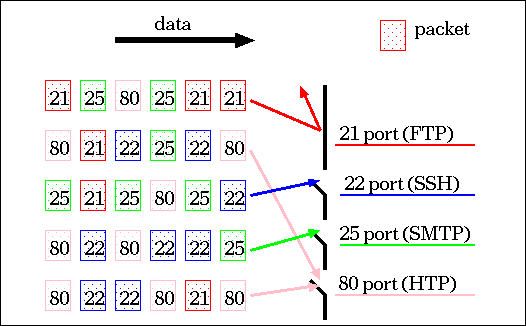 data
packet
21 25 80 25 21 21
80 21 22 25 22 80
25 21 25 80 25 22
80 22 80 22 22 25
80 22 22 80 21 80
21 port (FTP)
22 port (SSH)
25 port (SMTP)
80 port (HTP)